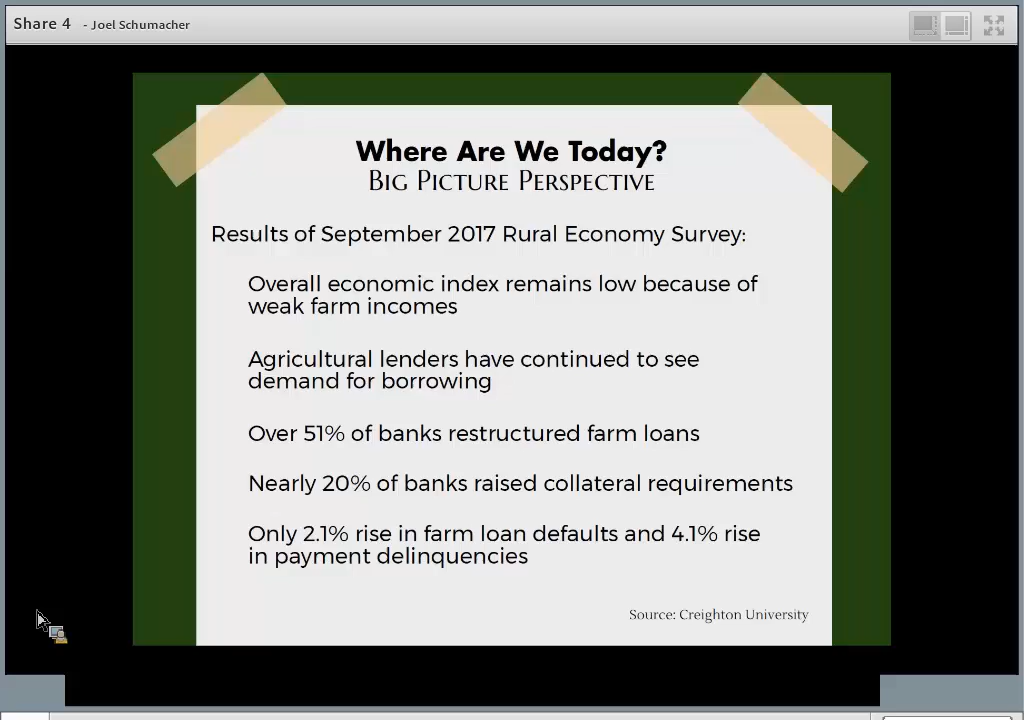 Share 4 - Joel Schumacher
Where Are We Today?
Big Picture Perspective
Results of September 2017 Rural Economy Survey:
Overall economic index remains low because of
weak farm incomes
Agricultural lenders have continued to see
demand for borrowing
Over 51% of banks restructured farm loans
Nearly 20% of banks raised collateral requirements
Only 2.1% rise in farm loan defaults and 4.1% rise
in payment delinquencies
Source: Creighton University